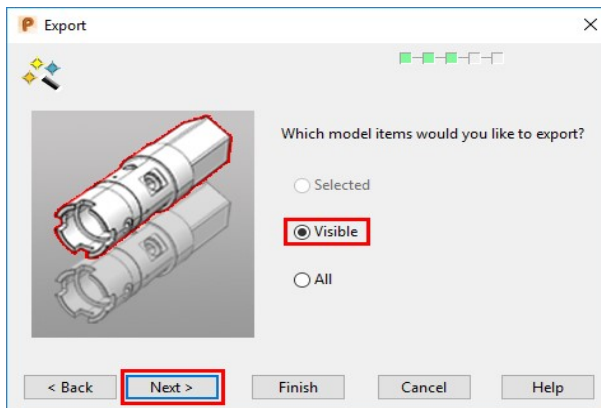 P Export
Which model items would you like to export?
Selected
Visible
All
< Back Next > Finish Cancel Help